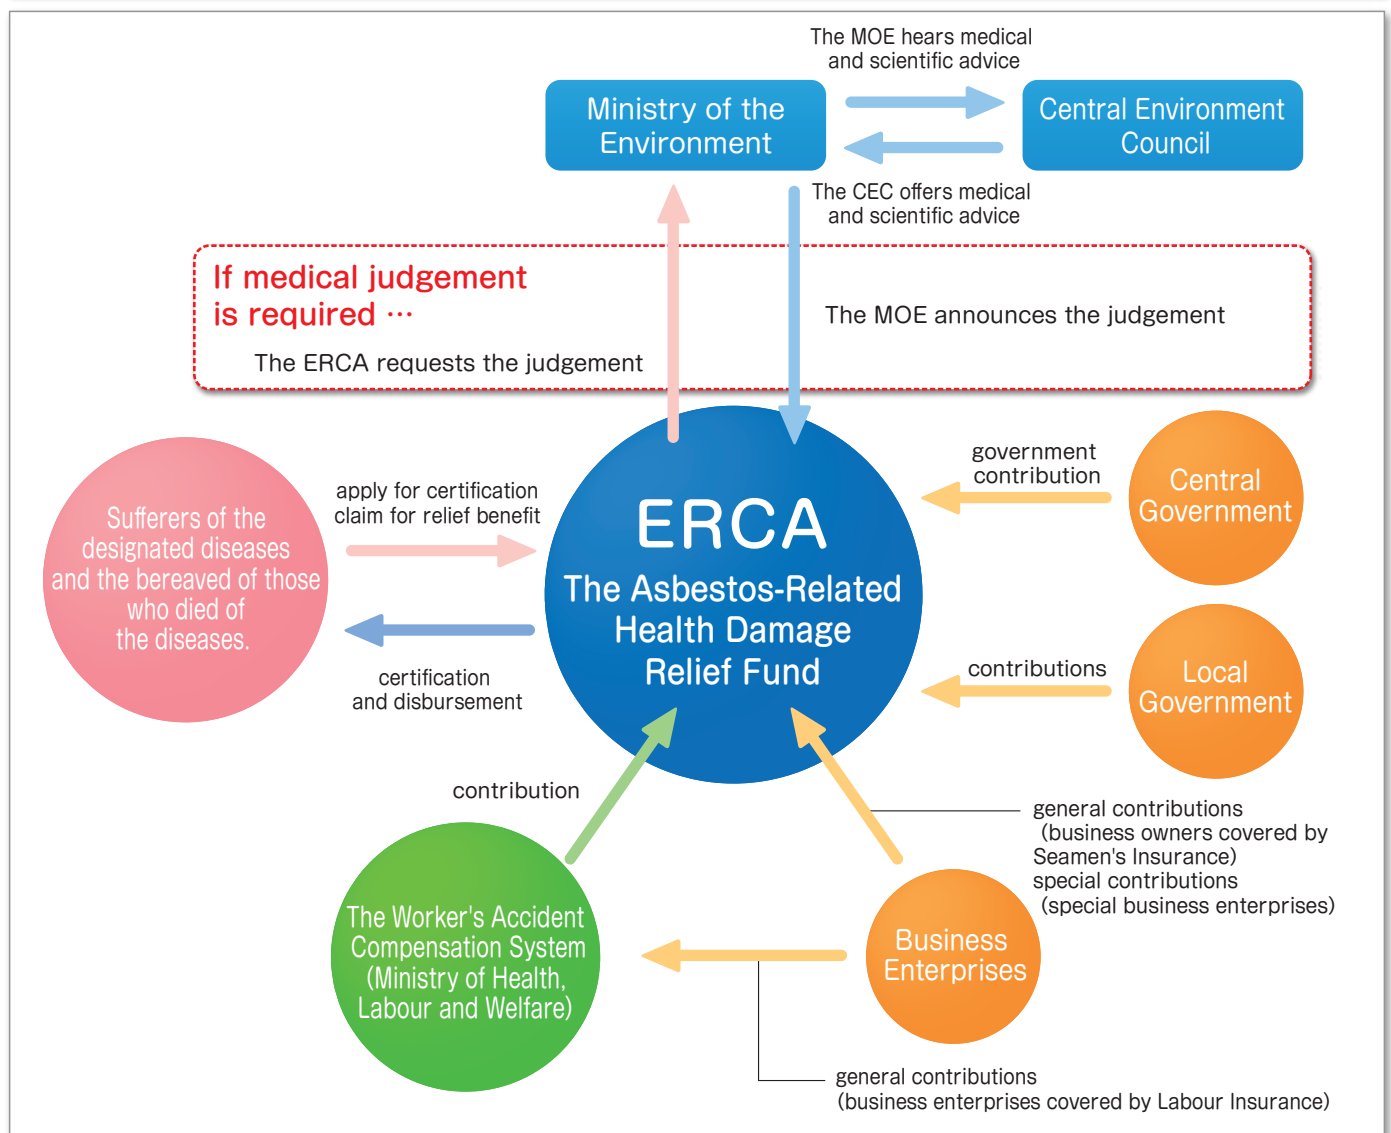 The MOE hears medical
and scientific advice
Ministry of the
Environment
Central Environment
Council
The CEC offers medical
and scientific advice
If medical judgement
is required …
The ERCA requests the judgement
The MOE announces the judgement
Sufferers of the
designated diseases
and the bereaved of those
who died of
the diseases.
apply for certification
claim for relief benefit
certification
and disbursement
ERCA
The Asbestos-Related
Health Damage
Relief Fund
government
contribution
Central
Government
contributions
Local
Government
contribution
general contributions
(business owners covered by
Seamen's Insurance)
special contributions
(special business enterprises)
The Worker's Accident
Compensation System
(Ministry of Health,
Labour and Welfare)
Business
Enterprises
general contributions
(business enterprises covered by Labour Insurance)